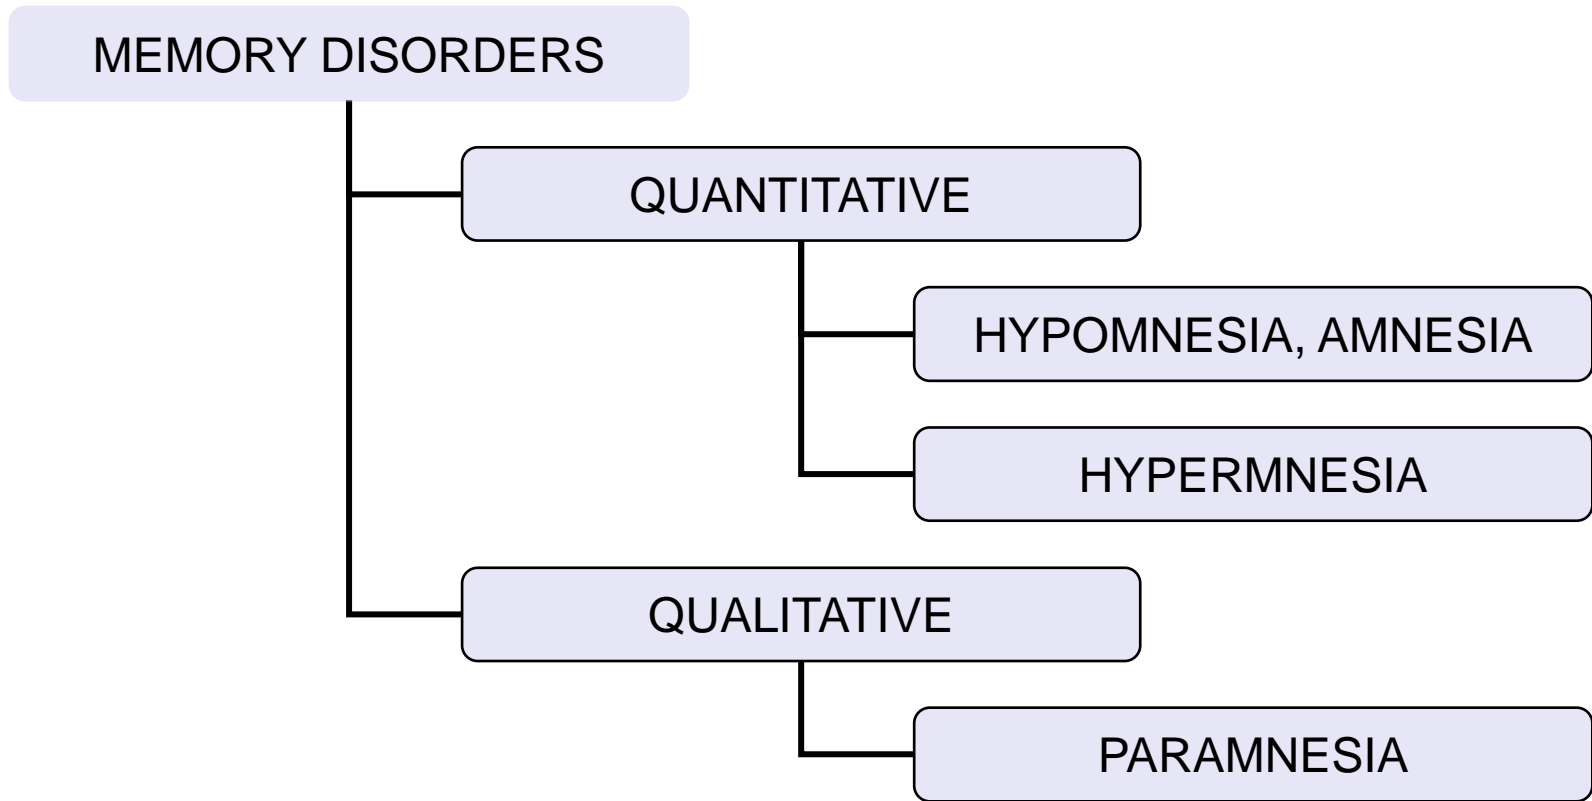 MEMORY DISORDERS
QUANTITATIVE
HYPOMNESIA, AMNESIA
HYPERMNESIA
QUALITATIVE
PARAMNESIA